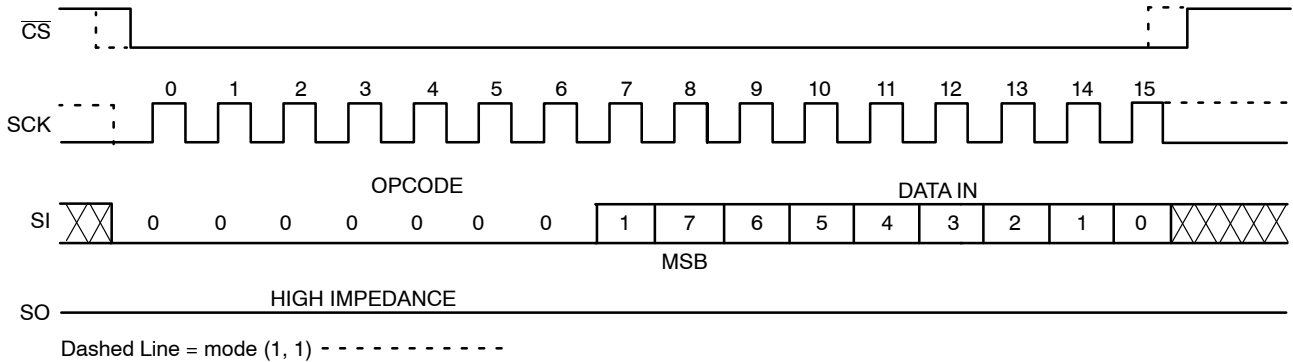 CS
0 1 2 3 4 5 6 7 8 9 10 11 12 13 14 15
SCK
OPCODE DATA IN
SI 0 0 0 0 0 0 0 1 7 6 5 4 3 2 1 0
MSB
HIGH IMPEDANCE
SO
Dashed Line = mode (1, 1) - - - - - - - - - - -